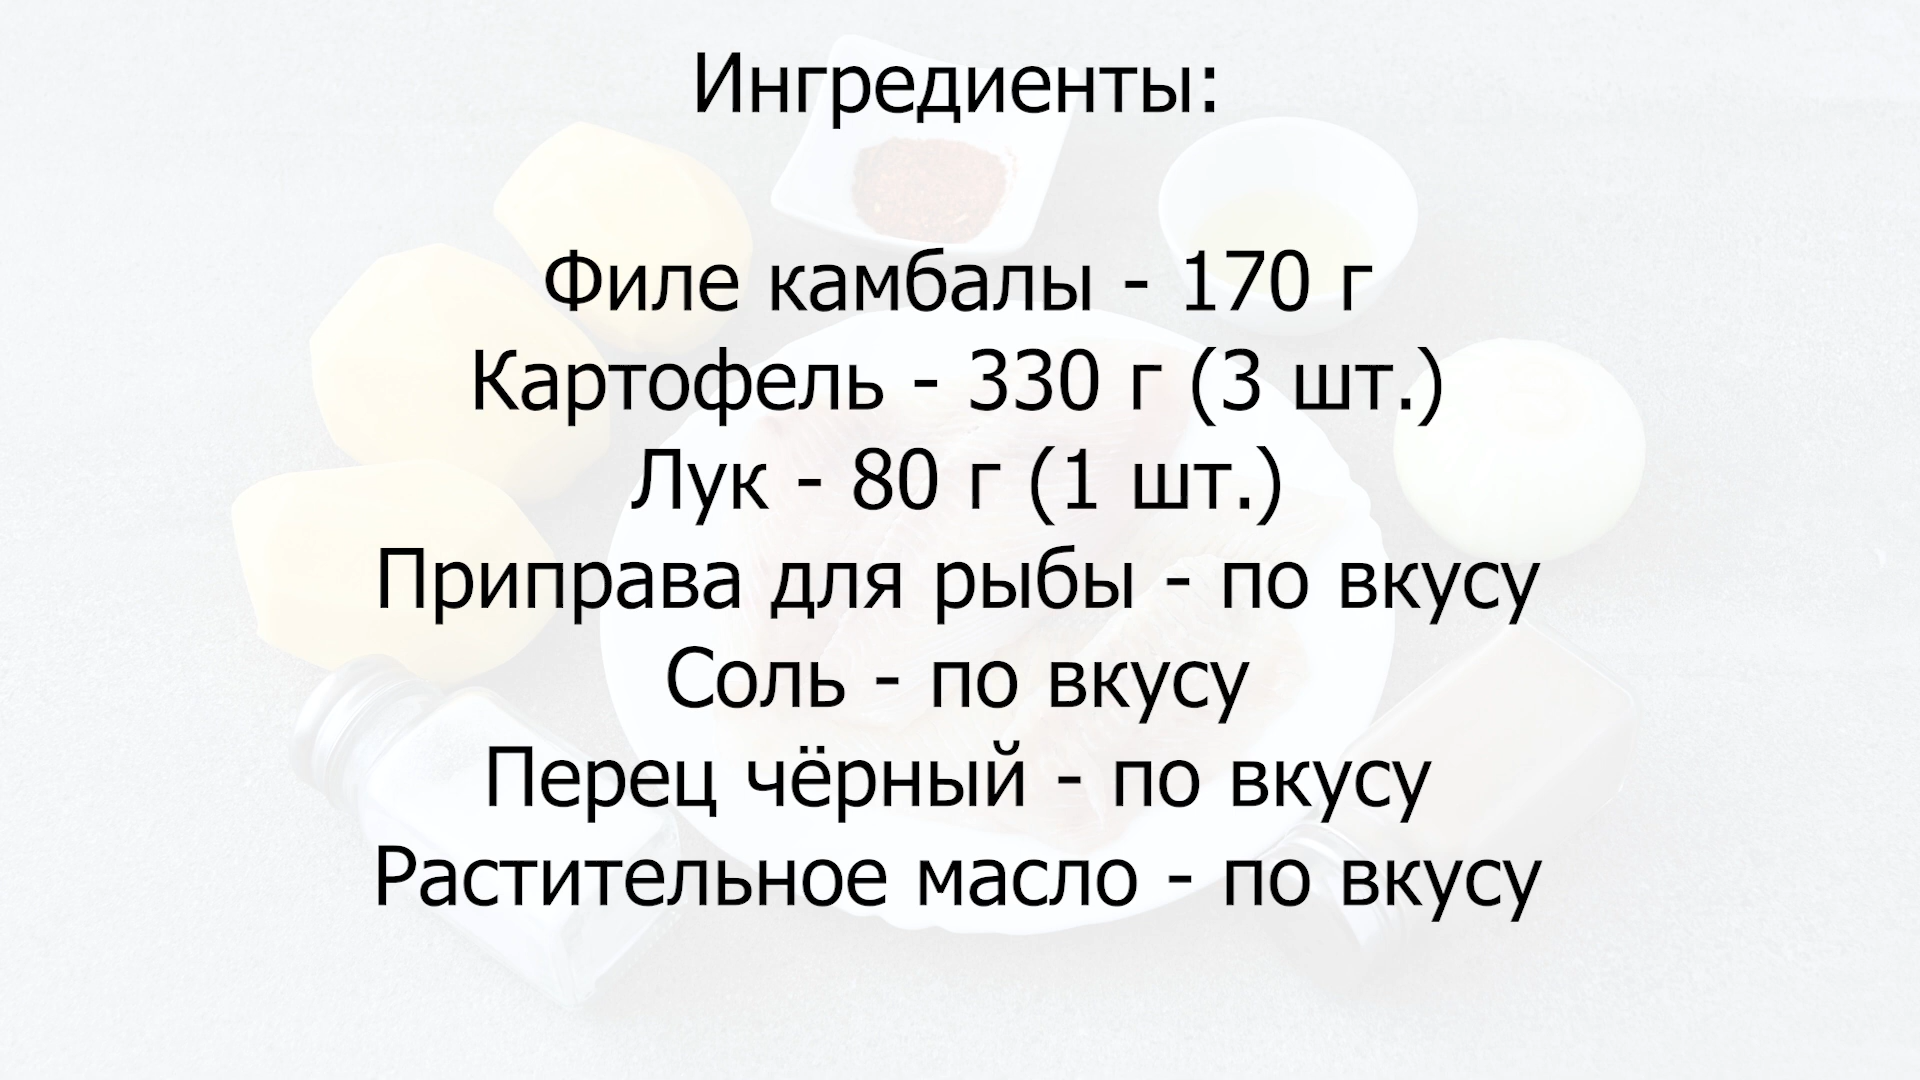 Ингредиенты:
Филе камбалы - 170 г
Картофель - 330 г (3 шт.)
Лук - 80 г (1 шт.)
Приправа для рыбы - по вкусу
Соль - по вкусу
Перец чёрный - по вкусу
Растительное масло - по вкусу